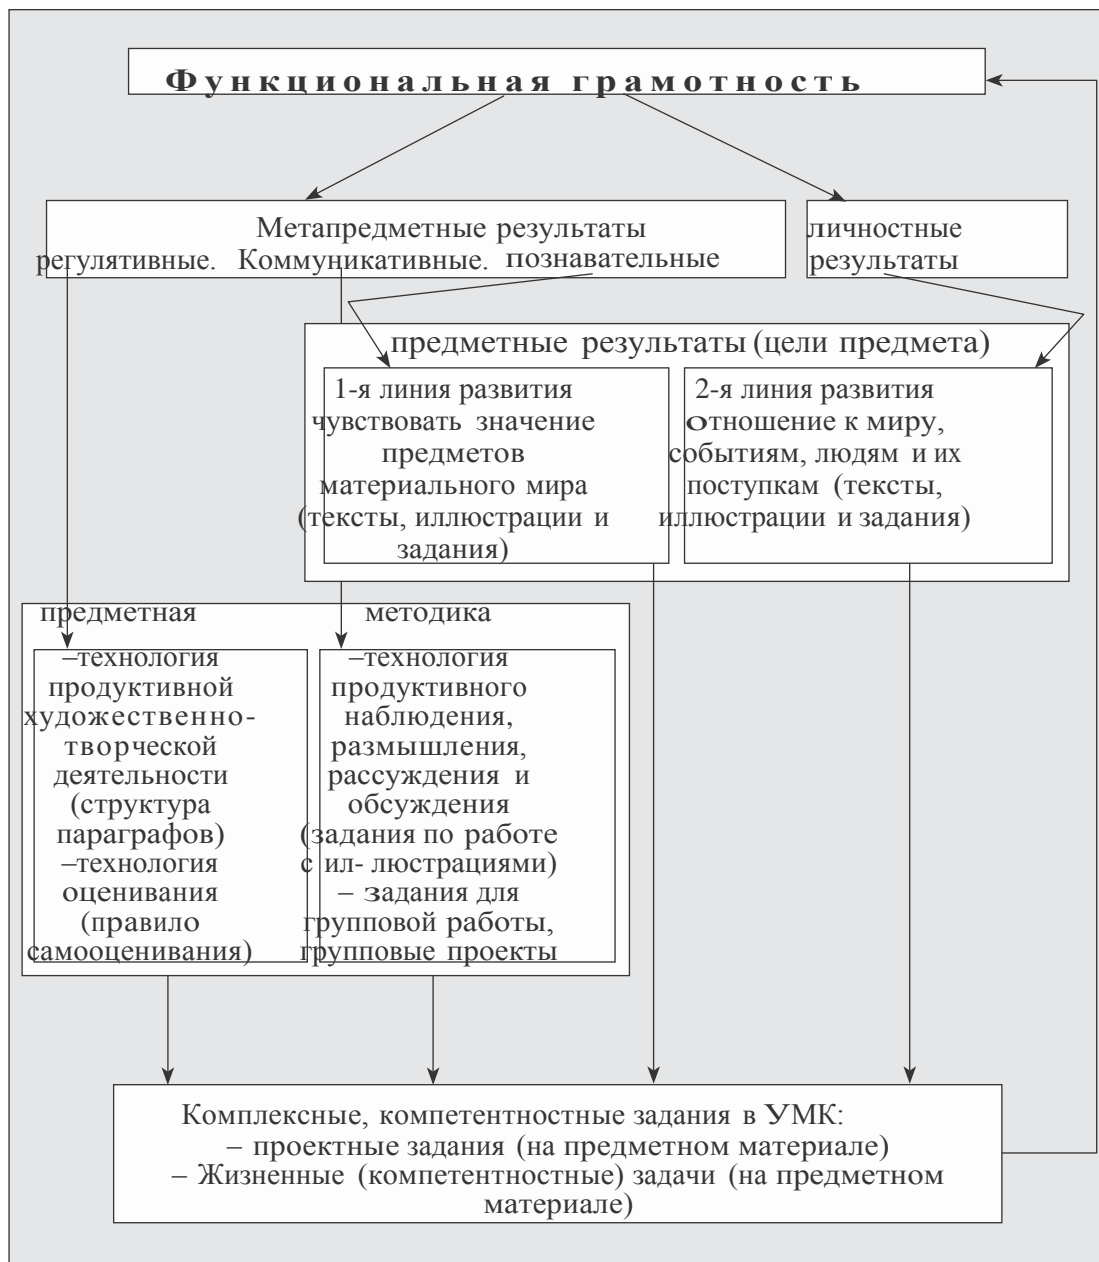 Функциональная грамотность
Метапредметные результаты
регулятивные. Коммуникативные. познавательные
личностные
результаты
предметные результаты (цели предмета)
1-я линия развития
чувствовать значение
предметов
материального мира
(тексты, иллюстрации и
задания)
2-я линия развития
отношение к миру,
событиям, людям и их
поступкам (тексты,
иллюстрации и задания)
предметная методика
–технология
продуктивной
художественно-
творческой
деятельности
(структура
параграфов)
–технология
оценивания
(правило
самооценивания)
–технология
продуктивного
наблюдения,
размышления,
рассуждения и
обсуждения
(задания по работе
с ил- люстрациями)
– задания для
групповой работы,
групповые проекты
Комплексные, компетентностные задания в УМК:
– проектные задания (на предметном материале)
– Жизненные (компетентностные) задачи (на предметном
материале)